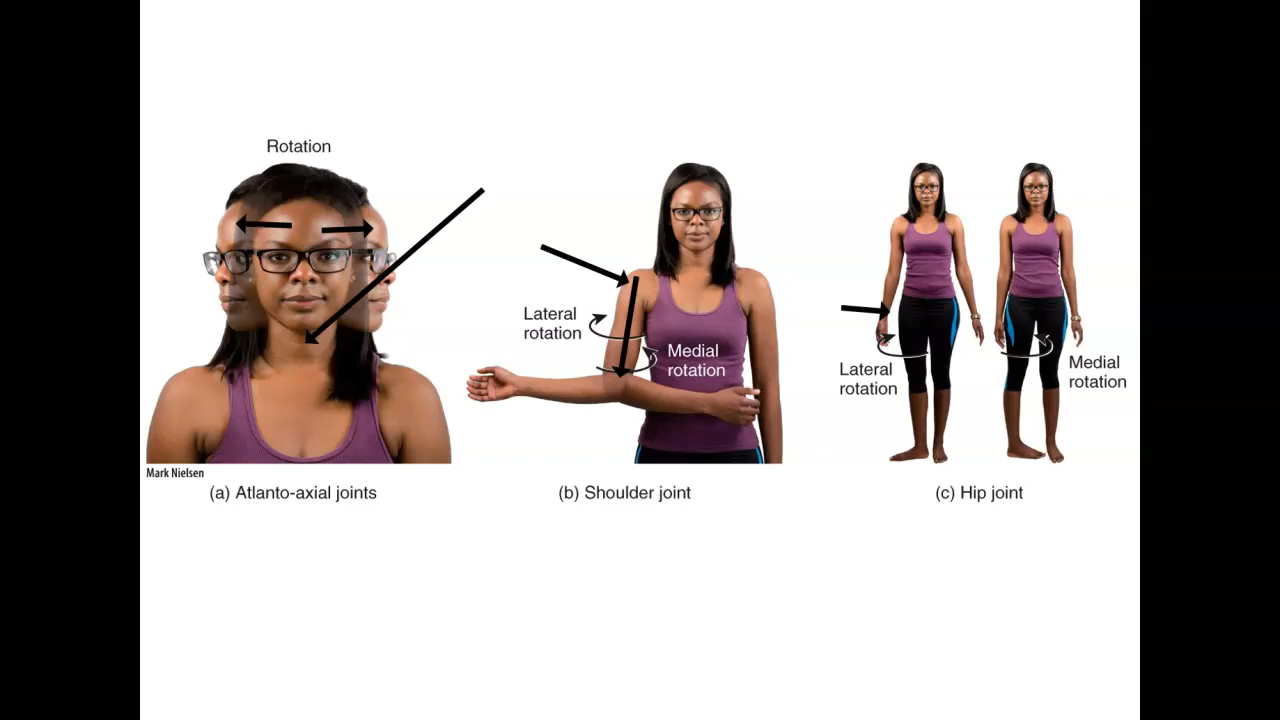 Rotation
Lateral
rotation
Medial
rotation
Lateral
rotation
Medial
rotation
Mark Nielsen
(a) Atlanto-axial joints
(b) Shoulder joint
(c) Hip joint